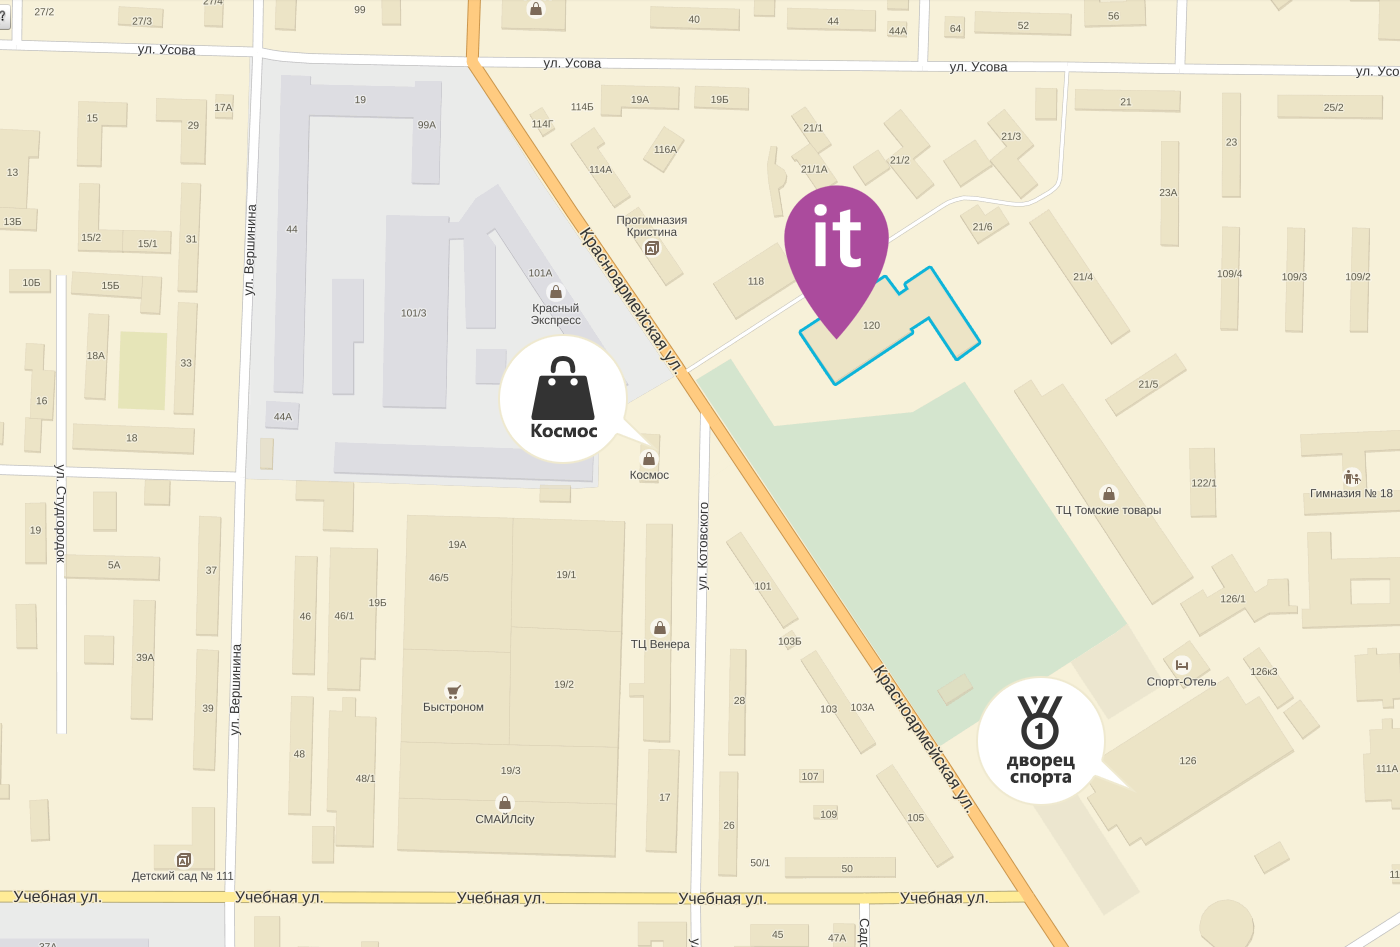 27/2
27/3
27/4
99
40
44
44А
64
52
56
?
ул. Усова
ул. Усова
ул. Усова
ул. Усо
15
29
17А
19
99А
114Б
19А
19Б
114Г
116А
114А
21/1
21/1А
21/2
21/3
21
23
25/2
23А
13
13Б
15/2
15/1
31
44
ул. Вершинина
Прогимназия
Кристина
it
21/6
21/4
109/4
109/3
109/2
10Б
15Б
101А
Красный
Экспресс
101/3
118
120
Красноармейская ул.
18А
33
16
18
44А
Космос
Космос
21/5
122/1
Гимназия № 18
ТЦ Томские товары
ул. Студгородок
19
5А
37
19А
46/5
19/1
46
46/1
19Б
ул. Котовского
101
103Б
126/1
ТЦ Венера
39А
39
ул. Вершинина
Быстроном
19/2
28
103
103А
Красноармейская ул.
Спорт-Отель
126к3
1
дворец
спорта
126
111А
48
48/1
19/3
СМАЙЛcity
17
107
109
26
105
50/1
50
Детский сад № 111
11
Учебная ул.
Учебная ул.
Учебная ул.
Учебная ул.
Учебная ул.
37А
45
47А
Садо